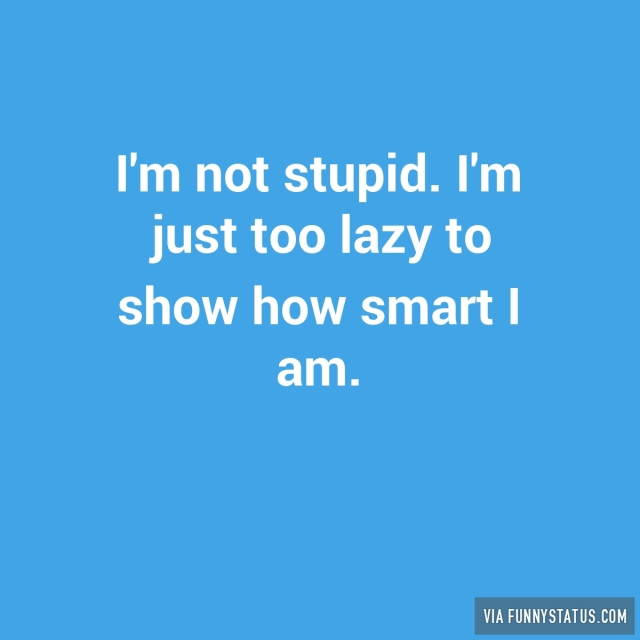 I'm not stupid. I'm
just too lazy to
show how smart I
am.
VIA FUNNYSTATUS.COM